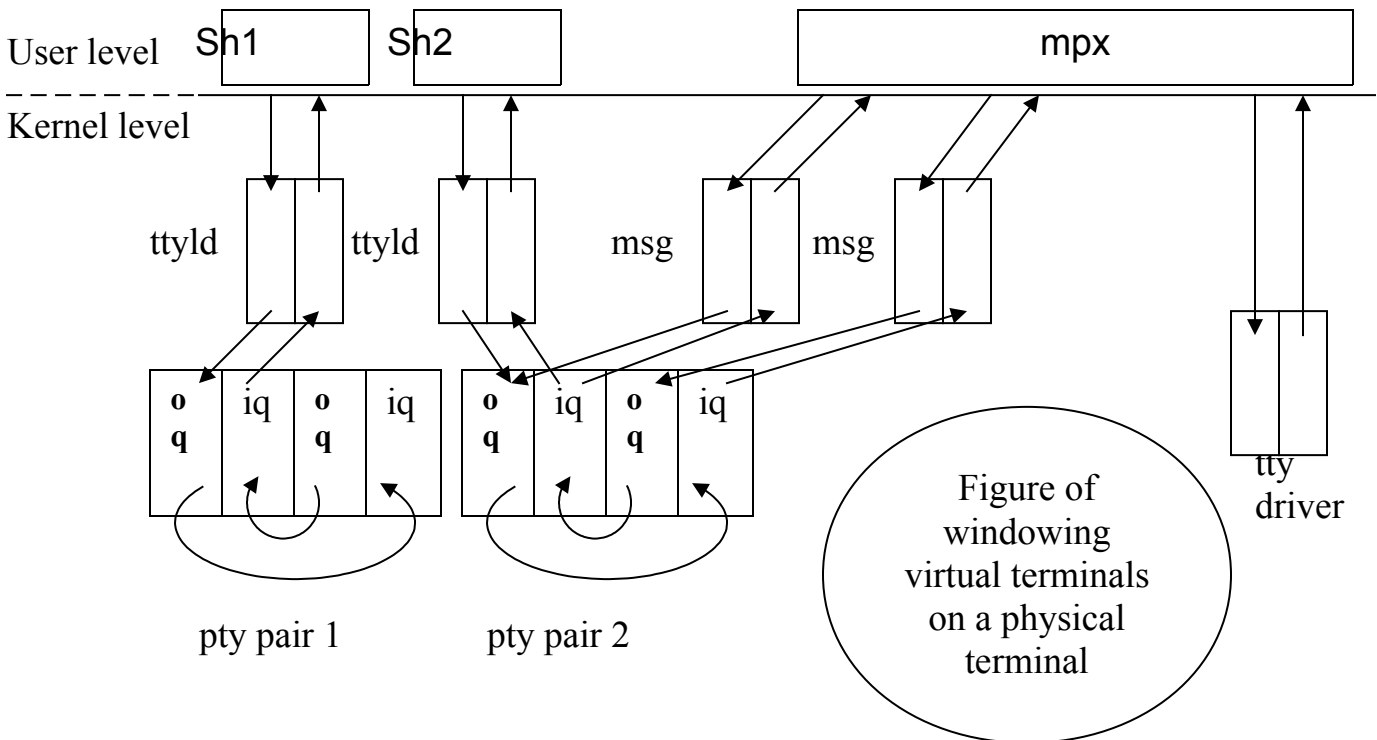 User level
Sh1
Sh2
mpx
Kernel level
ttyld
ttyld
msg
msg
o
q
iq
o
q
iq
o
q
iq
o
q
iq
tty
driver
Figure of
windowing
virtual terminals
on a physical
terminal
pty pair 1
pty pair 2